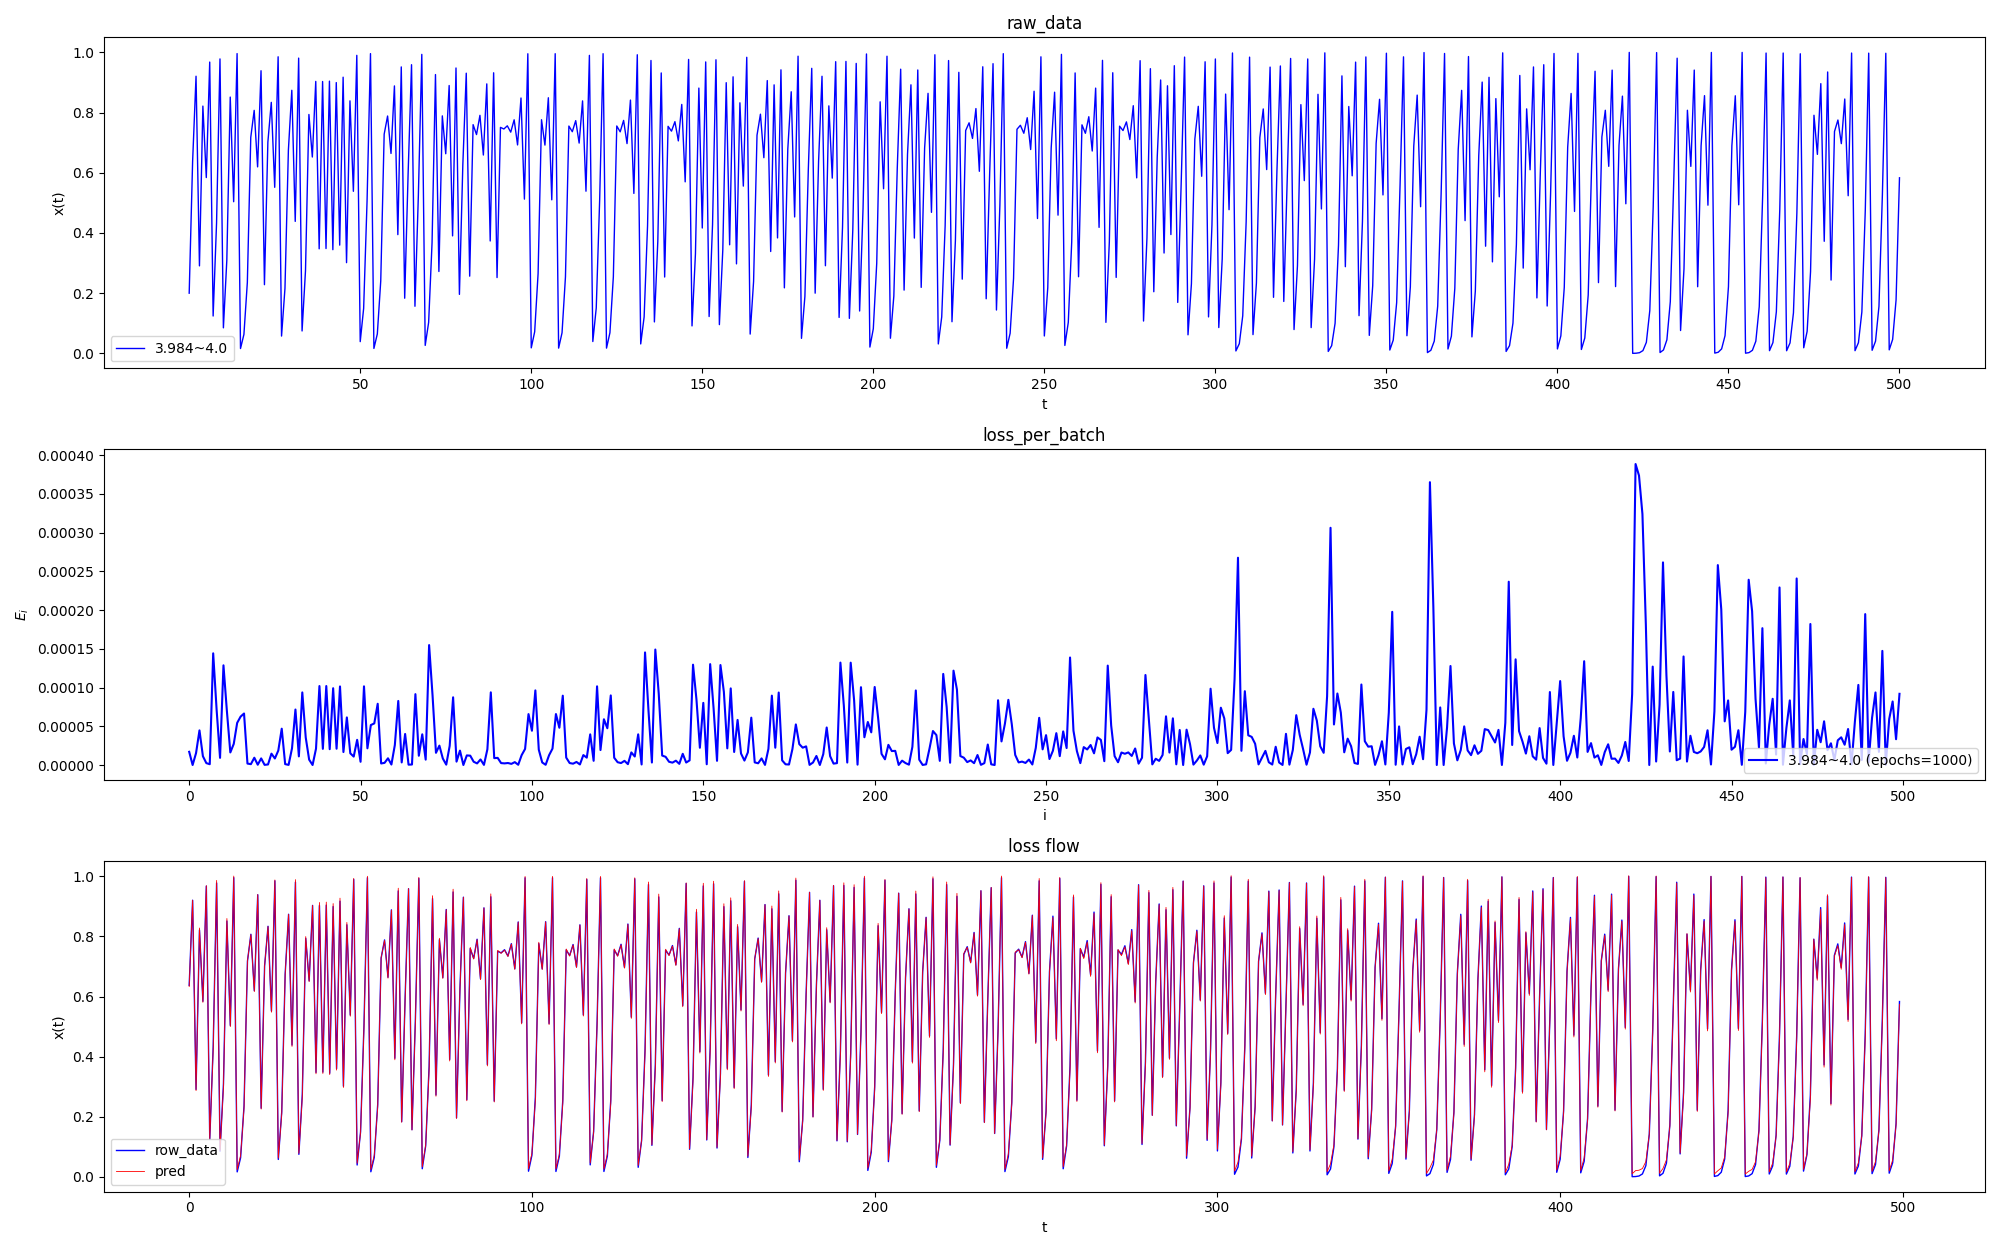 raw_data
1.0
0.8
0.6
0.4
0.2
0.0
x(t)
3.984~4.0
50 100 150 200 250 300 350 400 450 500
t
loss_per_batch
0.00040
0.00035
0.00030
0.00025
0.00020
0.00015
0.00010
0.00005
0.00000
E_i
3.984~4.0 (epochs=1000)
0 50 100 150 200 250 300 350 400 450 500
i
loss flow
1.0
0.8
0.6
0.4
0.2
0.0
x(t)
row_data
pred
0 100 200 300 400 500
t